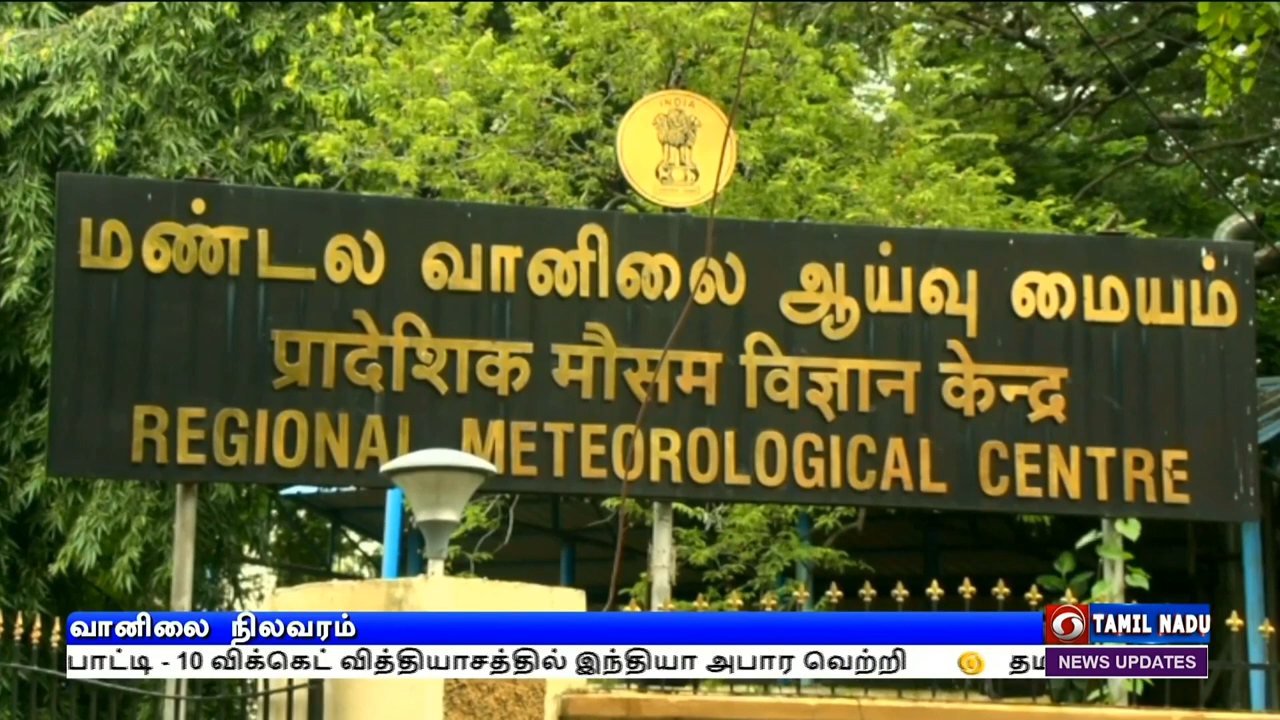 INDIA
மண்டல வானிலை ஆய்வு மையம்
प्रादेशिक मौसम विज्ञान केन्द्र
REGIONAL METEOROLOGICAL CENTRE
வானிலை நிலவரம்
TAMIL NADU
பாட்டி - 10 விக்கெட் வித்தியாசத்தில் இந்தியா அபார வெற்றி
NEWS UPDATES